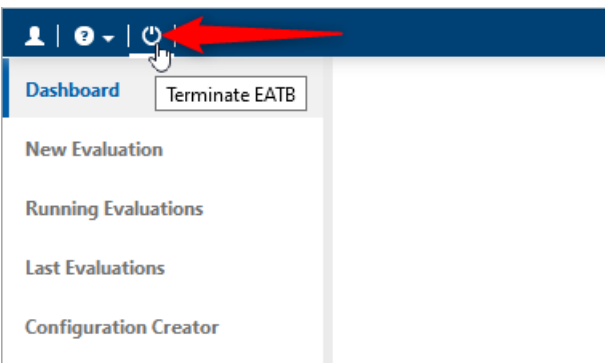 Dashboard
Terminate EATB
New Evaluation
Running Evaluations
Last Evaluations
Configuration Creator